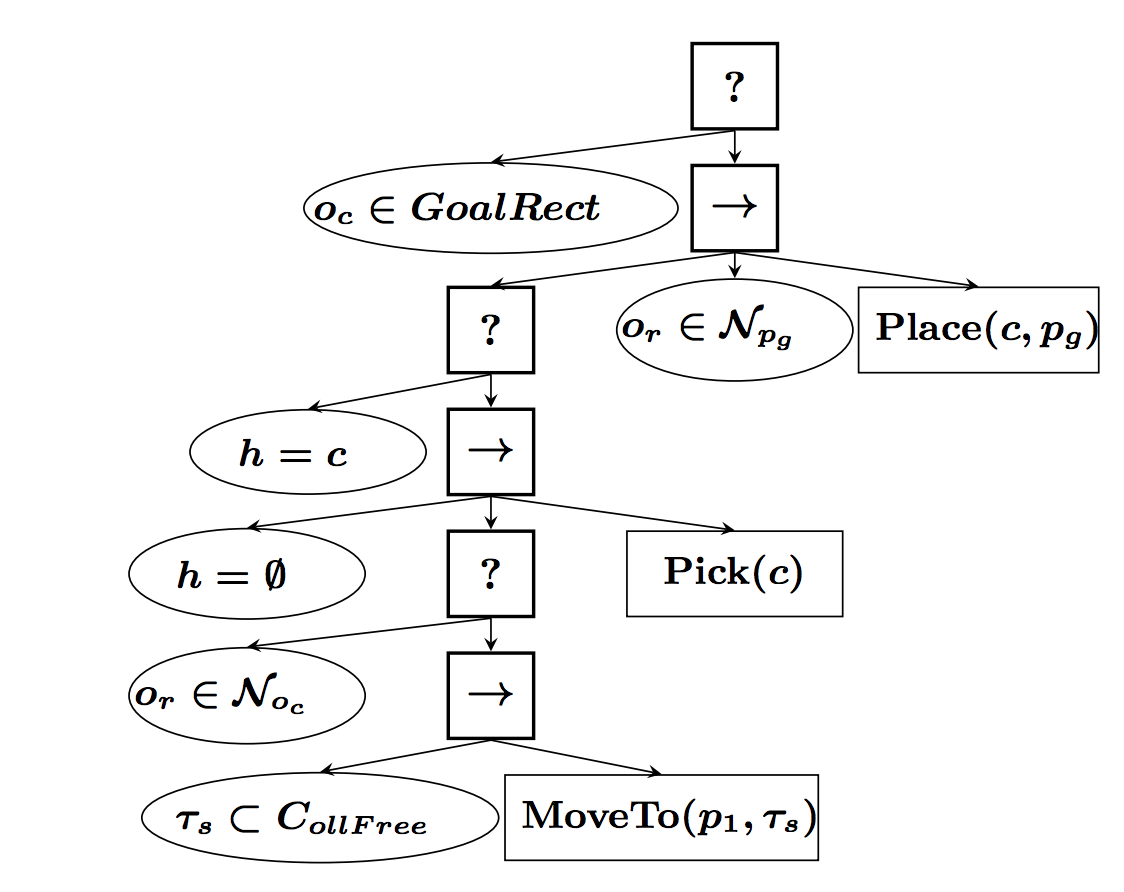 ?
o_c ∈ GoalRect
→
?
o_r ∈ 𝒩_{p_g}
Place(c, p_g)
h = c
→
h = ∅
?
Pick(c)
o_r ∈ 𝒩_{o_c}
→
τ_s ⊂ C_{ollFree}
MoveTo(p_1, τ_s)